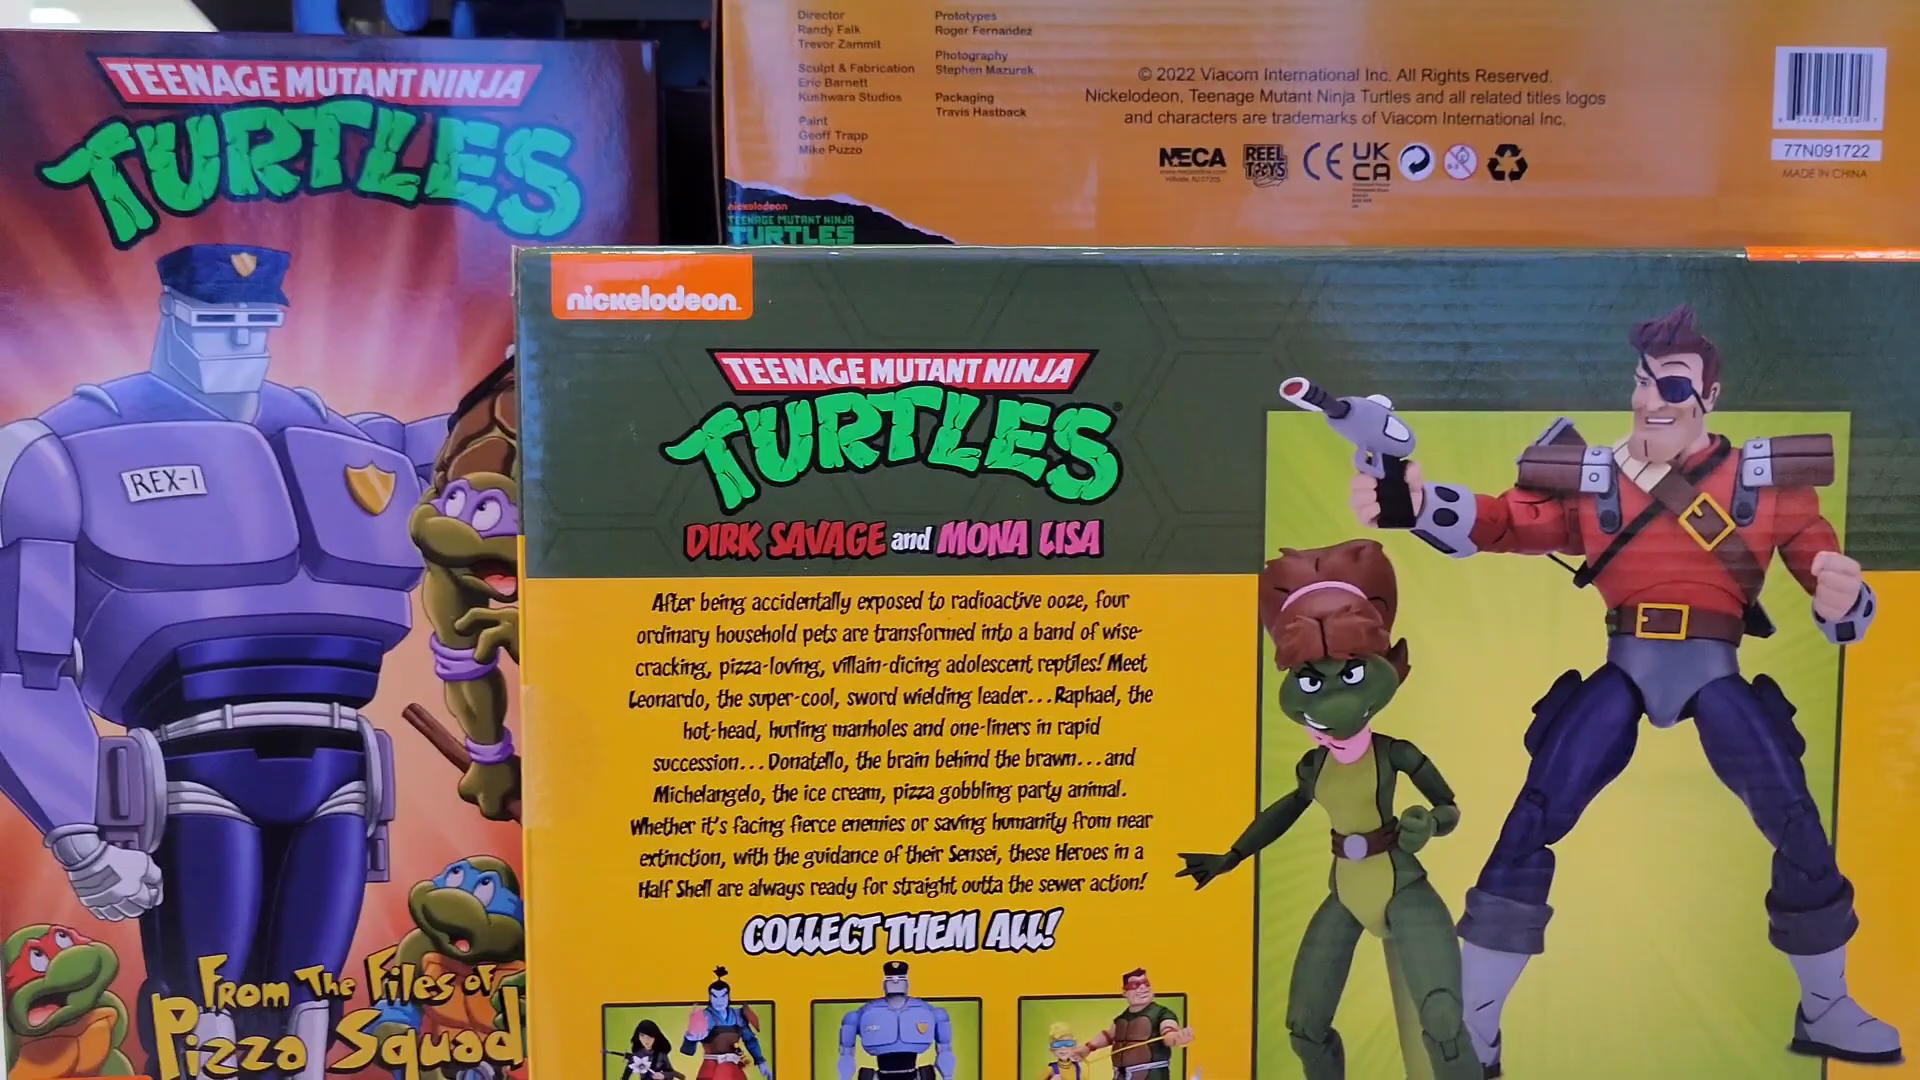 TEENAGE MUTANT NINJA
TURTLES
REX-1
FROM THE FILES OF
PIZZA SQUAD
Director
Randy Falk
Trevor Zammit
Sculpt & Fabrication
Eric Barnett
Kushwara Studios
Paint
Geoff Trapp
Mike Puzzo
Prototypes
Roger Fernandez
Photography
Stephen Mazurek
Packaging
Travis Hastback
© 2022 Viacom International Inc. All Rights Reserved.
Nickelodeon, Teenage Mutant Ninja Turtles and all related titles logos
and characters are trademarks of Viacom International Inc.
NECA
REEL
TOYS
CE
UK
CA
0-3
77N091722
MADE IN CHINA
nickelodeon
TEENAGE MUTANT NINJA
TURTLES
nickelodeon
TEENAGE MUTANT NINJA
TURTLES
DIRK SAVAGE and MONA LISA
After being accidentally exposed to radioactive ooze, four
ordinary household pets are transformed into a band of wise-
cracking, pizza-loving, villain-dicing adolescent reptiles! Meet
Leonardo, the super-cool, sword wielding leader...Raphael, the
hot-head, hurling manholes and one-liners in rapid
succession...Donatello, the brain behind the brawn...and
Michelangelo, the ice cream, pizza gobbling party animal.
Whether it's facing fierce enemies or saving humanity from near
extinction, with the guidance of their Sensei, these Heroes in a
Half Shell are always ready for straight outta the sewer action!
COLLECT THEM ALL!